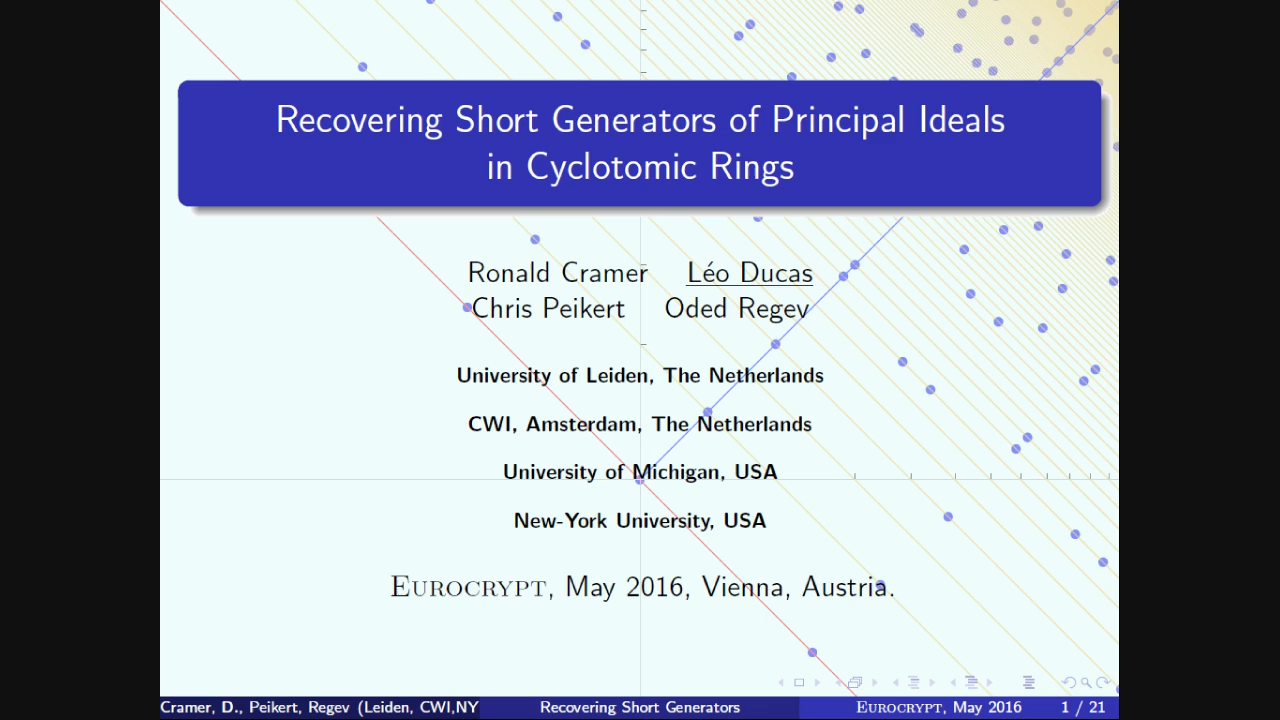 Recovering Short Generators of Principal Ideals
in Cyclotomic Rings
Ronald Cramer Léo Ducas
Chris Peikert Oded Regev
University of Leiden, The Netherlands
CWI, Amsterdam, The Netherlands
University of Michigan, USA
New-York University, USA
Eurocrypt, May 2016, Vienna, Austria.
Cramer, D., Peikert, Regev (Leiden, CWI,NY Recovering Short Generators Eurocrypt, May 2016 1 / 21